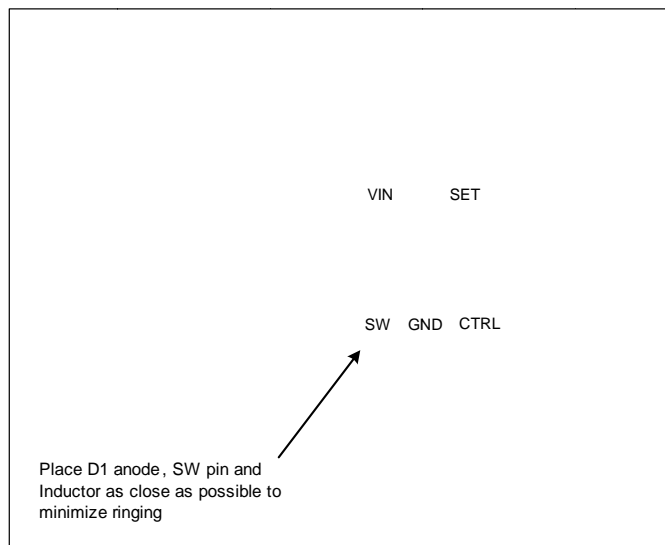 VIN SET
SW GND CTRL
Place D1 anode, SW pin and
Inductor as close as possible to
minimize ringing